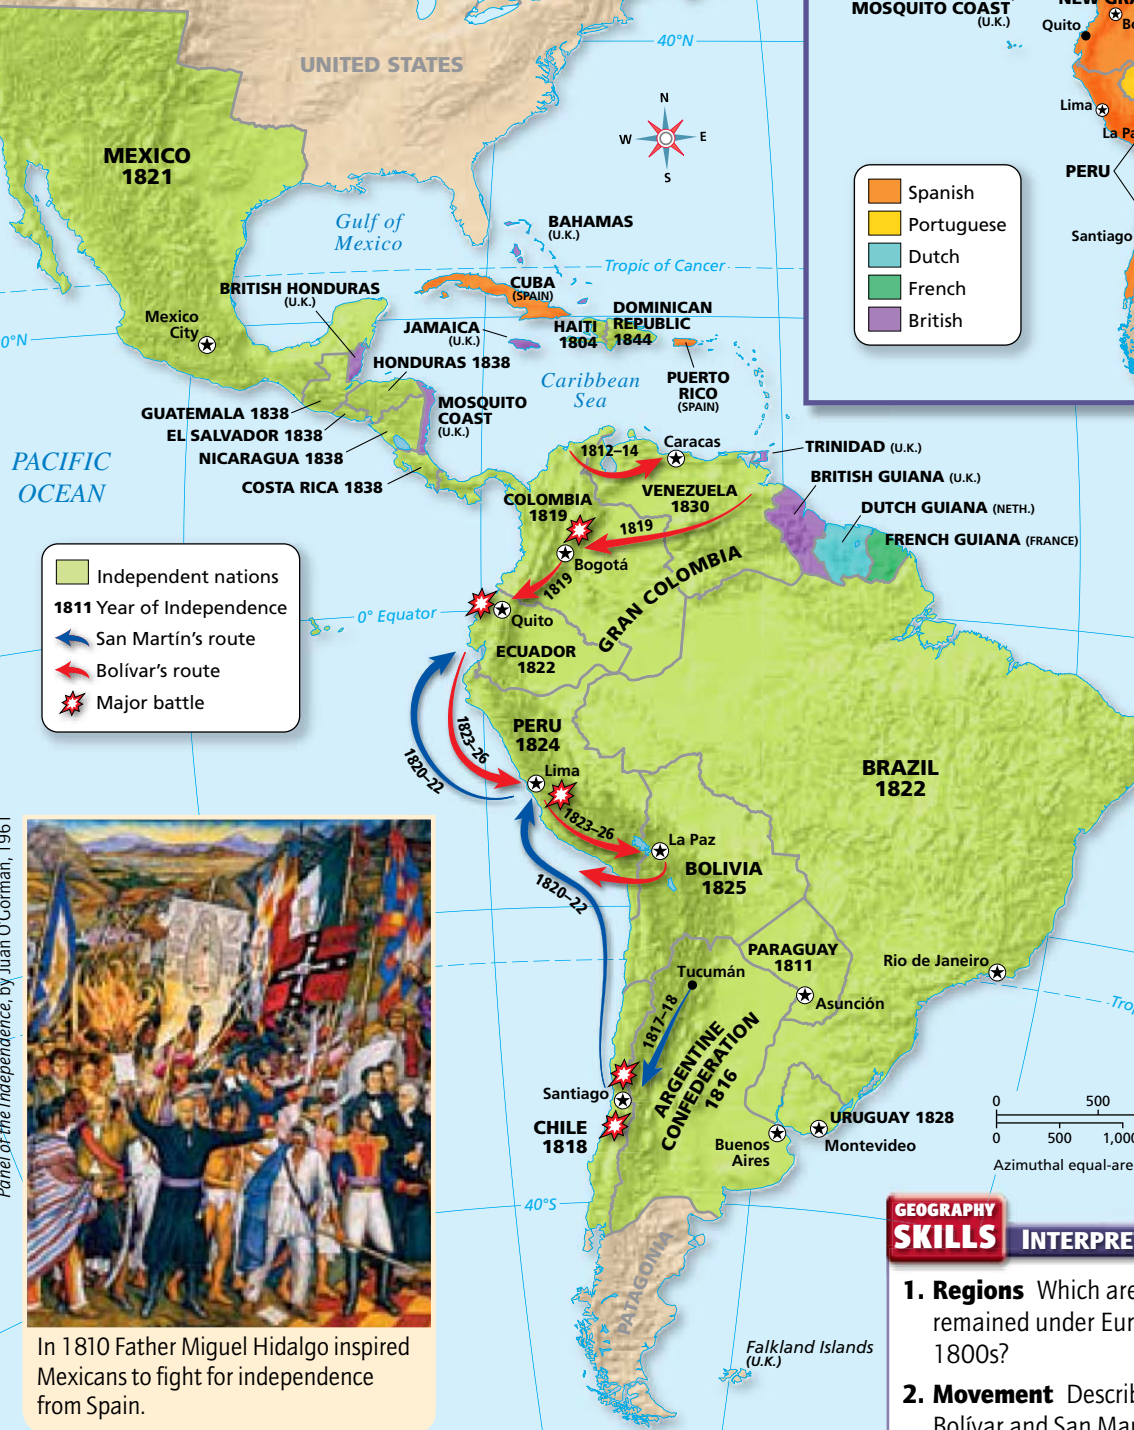 MOSQUITO COAST
(U.K.)
Quito
Lima
PERU
Santiago
Spanish
Portuguese
Dutch
French
British
40°N
UNITED STATES
N
W
E
S
MEXICO
1821
Gulf of
Mexico
BAHAMAS
(U.K.)
Tropic of Cancer
BRITISH HONDURAS
(U.K.)
CUBA
(SPAIN)
Mexico
City
JAMAICA
(U.K.)
HAITI
1804
DOMINICAN
REPUBLIC
1844
HONDURAS 1838
Caribbean
Sea
PUERTO
RICO
(SPAIN)
GUATEMALA 1838
EL SALVADOR 1838
NICARAGUA 1838
COSTA RICA 1838
MOSQUITO
COAST
(U.K.)
PACIFIC
OCEAN
1812–14
Caracas
TRINIDAD (U.K.)
BRITISH GUIANA (U.K.)
DUTCH GUIANA (NETH.)
FRENCH GUIANA (FRANCE)
COLOMBIA
1819
VENEZUELA
1830
1819
Bogotá
1819
GRAN COLOMBIA
Independent nations
1811 Year of Independence
San Martín's route
Bolívar's route
Major battle
0° Equator
Quito
ECUADOR
1822
PERU
1824
1823–26
1820–22
Lima
1823–26
La Paz
BRAZIL
1822
BOLIVIA
1825
1820–22
PARAGUAY
1811
Rio de Janeiro
Tucumán
Asunción
1817–18
ARGENTINE
CONFEDERATION
1816
Santiago
CHILE
1818
Buenos
Aires
URUGUAY 1828
Montevideo
0 500
0 500
40°S
PATAGONIA
Falkland Islands
(U.K.)
Panel of the Independence, by Juan O'Gorman, 1961
In 1810 Father Miguel Hidalgo inspired
Mexicans to fight for independence
from Spain.
GEOGRAPHY
SKILLS
1. Regions Which
remained under
1800s?
2. Movement
Bolívar and San